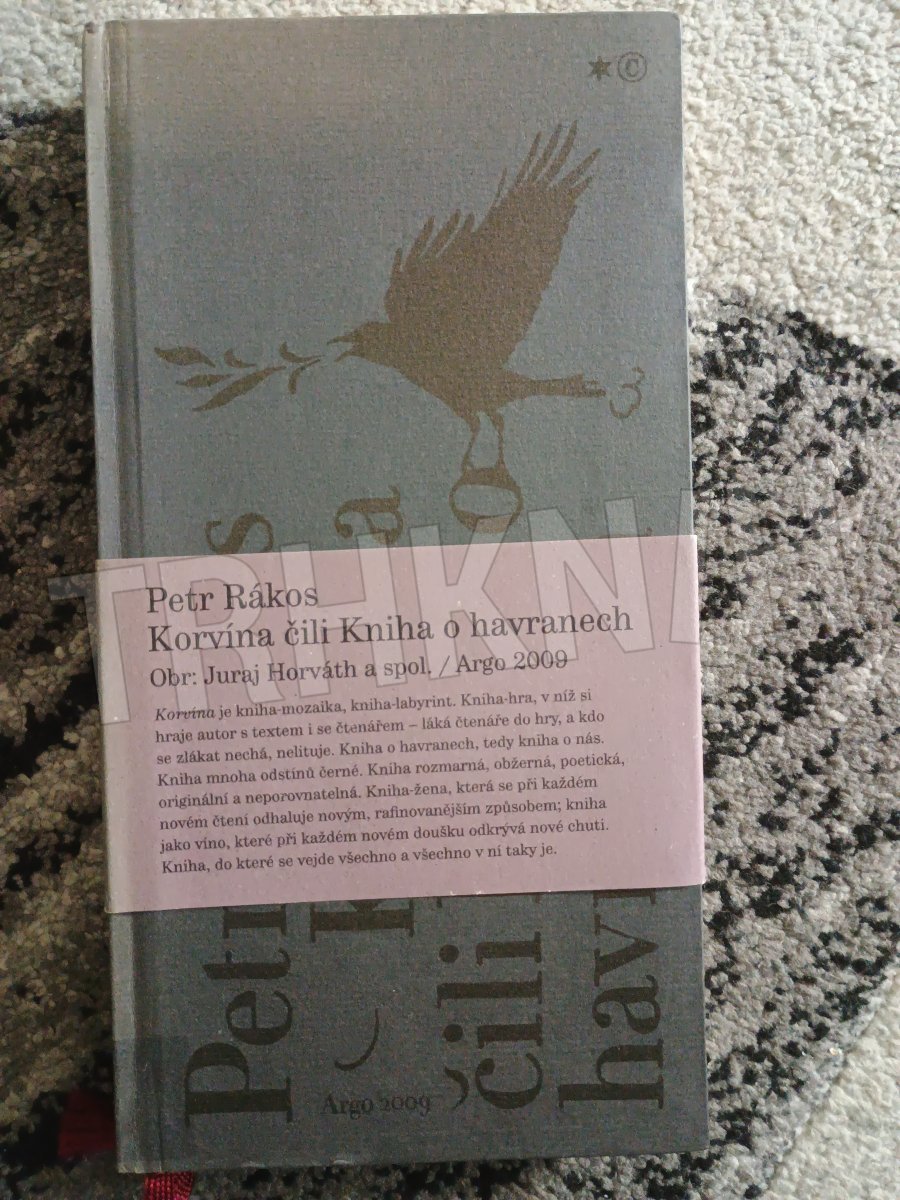 ©
s
a
o
TRHKN
Petr Rákos
Korvína čili Kniha o havranech
Obr: Juraj Horváth a spol. / Argo 2009
Korvína je kniha-mozaika, kniha-labyrint. Kniha-hra, v níž si
hraje autor s textem i se čtenářem – láká čtenáře do hry, a kdo
se zlákat nechá, nelituje. Kniha o havranech, tedy kniha o nás.
Kniha mnoha odstínů černé. Kniha rozmarná, obžerná, poetická,
originální a neporovnatelná. Kniha-žena, která se při každém
novém čtení odhaluje novým, rafinovanějším způsobem; kniha
jako víno, které při každém novém doušku odkrývá nové chuti.
Kniha, do které se vejde všechno a všechno v ní taky je.
Petr
K
čili
havr
Argo 2009